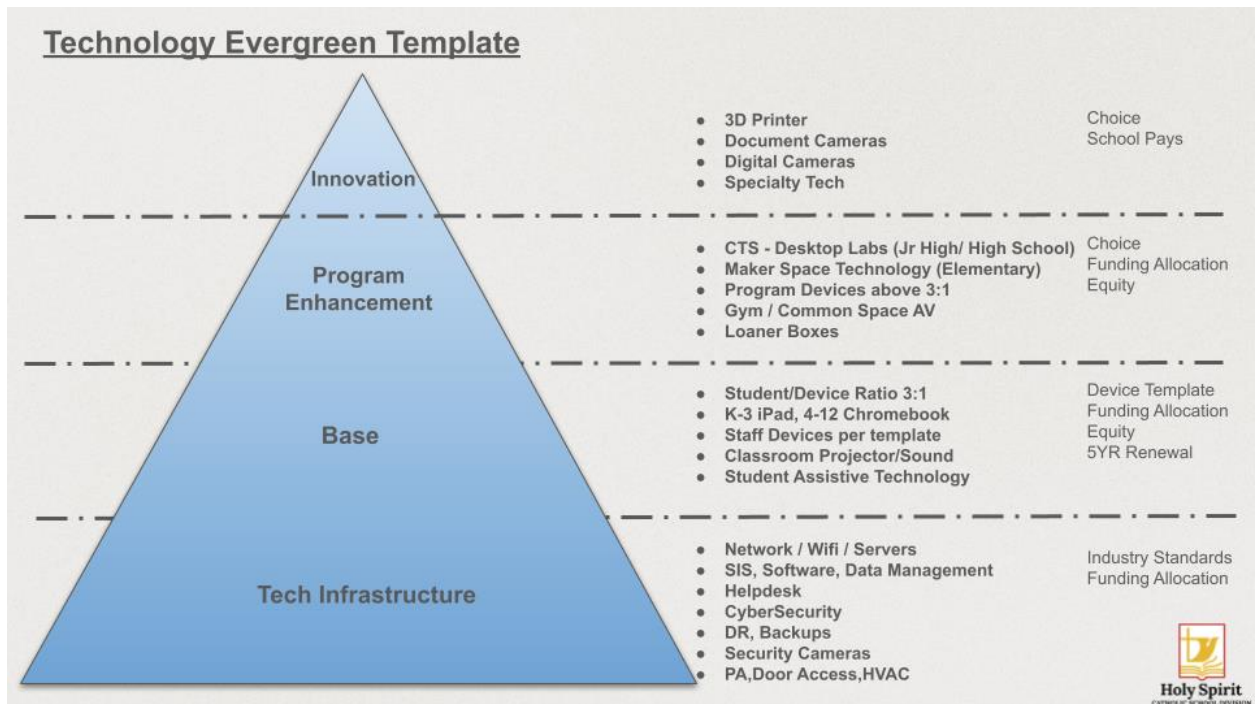 Technology Evergreen Template
Innovation
● 3D Printer
● Document Cameras
● Digital Cameras
● Specialty Tech
Choice
School Pays
Program
Enhancement
● CTS - Desktop Labs (Jr High/ High School)
● Maker Space Technology (Elementary)
● Program Devices above 3:1
● Gym / Common Space AV
● Loaner Boxes
Choice
Funding Allocation
Equity
Base
● Student/Device Ratio 3:1
● K-3 iPad, 4-12 Chromebook
● Staff Devices per template
● Classroom Projector/Sound
● Student Assistive Technology
Device Template
Funding Allocation
Equity
5YR Renewal
Tech Infrastructure
● Network / Wifi / Servers
● SIS, Software, Data Management
● Helpdesk
● CyberSecurity
● DR, Backups
● Security Cameras
● PA,Door Access,HVAC
Industry Standards
Funding Allocation
Holy Spirit
CATHOLIC SCHOOL DIVISION